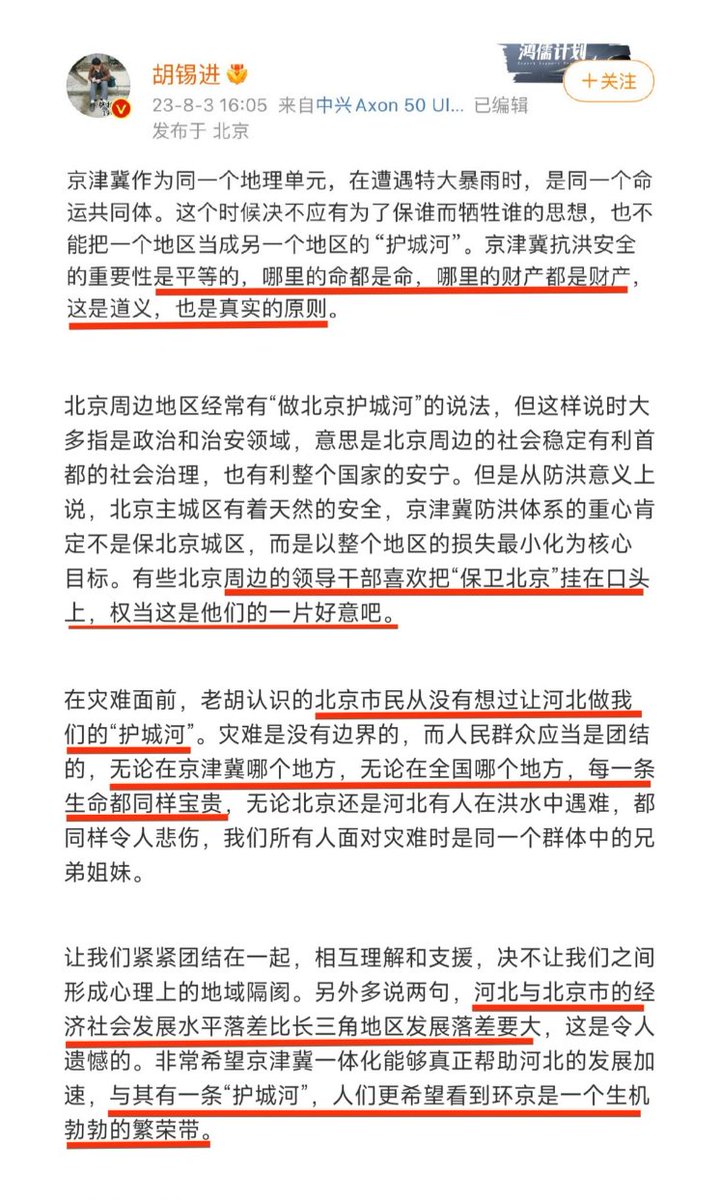 鸿儒计划
胡锡进
+关注
23-8-3 16:05 来自中兴Axon 50 Ul... 已编辑
发布于 北京
京津冀作为同一个地理单元，在遭遇特大暴雨时，是同一个命
运共同体。这个时候决不应有为了保谁而牺牲谁的思想，也不
能把一个地区当成另一个地区的“护城河”。京津冀抗洪安全
的重要性是平等的，哪里的命都是命，哪里的财产都是财产，
这是道义，也是真实的原则。
北京周边地区经常有“做北京护城河”的说法，但这样说时大
多指是政治和治安领域，意思是北京周边的社会稳定有利首
都的社会治理，也有利整个国家的安宁。但是从防洪意义上
说，北京主城区有着天然的安全，京津冀防洪体系的重心肯
定不是保北京城区，而是以整个地区的损失最小化为核心
目标。有些北京周边的领导干部喜欢把“保卫北京”挂在口头
上，权当这是他们的一片好意吧。
在灾难面前，老胡认识的北京市民从没有想过让河北做我
们的“护城河”。灾难是没有边界的，而人民群众应当是团结
的，无论在京津冀哪个地方，无论在全国哪个地方，每一条
生命都同样宝贵，无论北京还是河北有人在洪水中遇难，都
同样令人悲伤，我们所有人面对灾难时是同一个群体中的兄
弟姐妹。
让我们紧紧团结在一起，相互理解和支援，决不让我们之间
形成心理上的地域隔阂。另外多说两句，河北与北京市的经
济社会发展水平落差比长三角地区发展落差要大，这是令人
遗憾的。非常希望京津冀一体化能够真正帮助河北的发展加
速，与其有一条“护城河”，人们更希望看到环京是一个生机
勃勃的繁荣带。